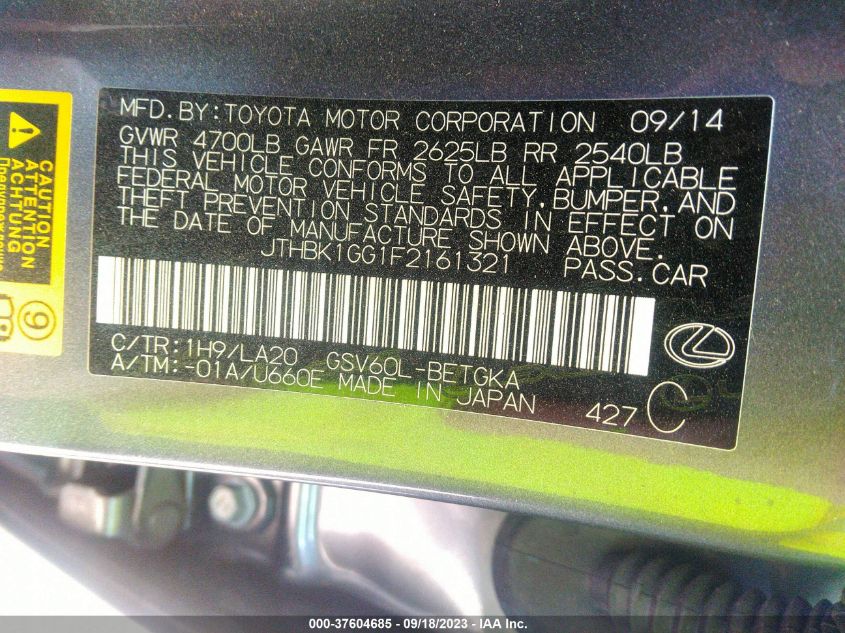 MFD.BY:TOYOTA MOTOR CORPORATION 09/14
GVWR 4700LB GAWR FR 2625LB RR 2540LB
THIS VEHICLE CONFORMS TO ALL APPLICABLE
FEDERAL MOTOR VEHICLE SAFETY,BUMPER,AND
THEFT PREVENTION STANDARDS IN EFFECT ON
THE DATE OF MANUFACTURE SHOWN ABOVE.
JTHBK1GG1F2161321 PASS.CAR
C/TR:1H9/LA20 GSV60L-BETGKA
A/TM:-01A/U660E MADE IN JAPAN
427 C
CAUTION
ATTENTION
ACHTUNG
9
000-37604685 - 09/18/2023 - IAA Inc.